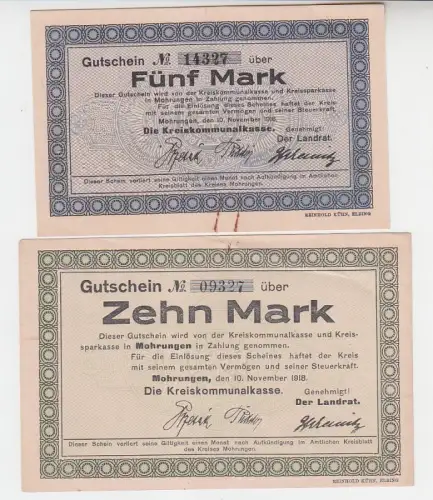 Gutschein № 14327 über
Fünf Mark
Dieser Gutschein wird von der Kreiskommunalkasse und Kreissparkasse
in Mohrungen in Zahlung genommen.
Für die Einlösung dieses Scheines haftet der Kreis
mit seinem gesamten Vermögen und seiner Steuerkraft.
Mohrungen, den 10. November 1918.
Die Kreiskommunalkasse. Genehmigt:
Der Landrat.
Dieser Schein verliert seine Gültigkeit einen Monat nach Aufkündigung im Amtlichen
Kreisblatt des Kreises Mohrungen.
REINHOLD KÜHN, ELBING
Gutschein № 09327 über
Zehn Mark
Dieser Gutschein wird von der Kreiskommunalkasse und Kreis-
sparkasse in Mohrungen in Zahlung genommen.
Für die Einlösung dieses Scheines haftet der Kreis
mit seinem gesamten Vermögen und seiner Steuerkraft.
Mohrungen, den 10. November 1918.
Die Kreiskommunalkasse. Genehmigt:
Der Landrat.
Dieser Schein verliert seine Gültigkeit einen Monat nach Aufkündigung im Amtlichen Kreisblatt
des Kreises Mohrungen.
REINHOLD KÜHN, ELBING